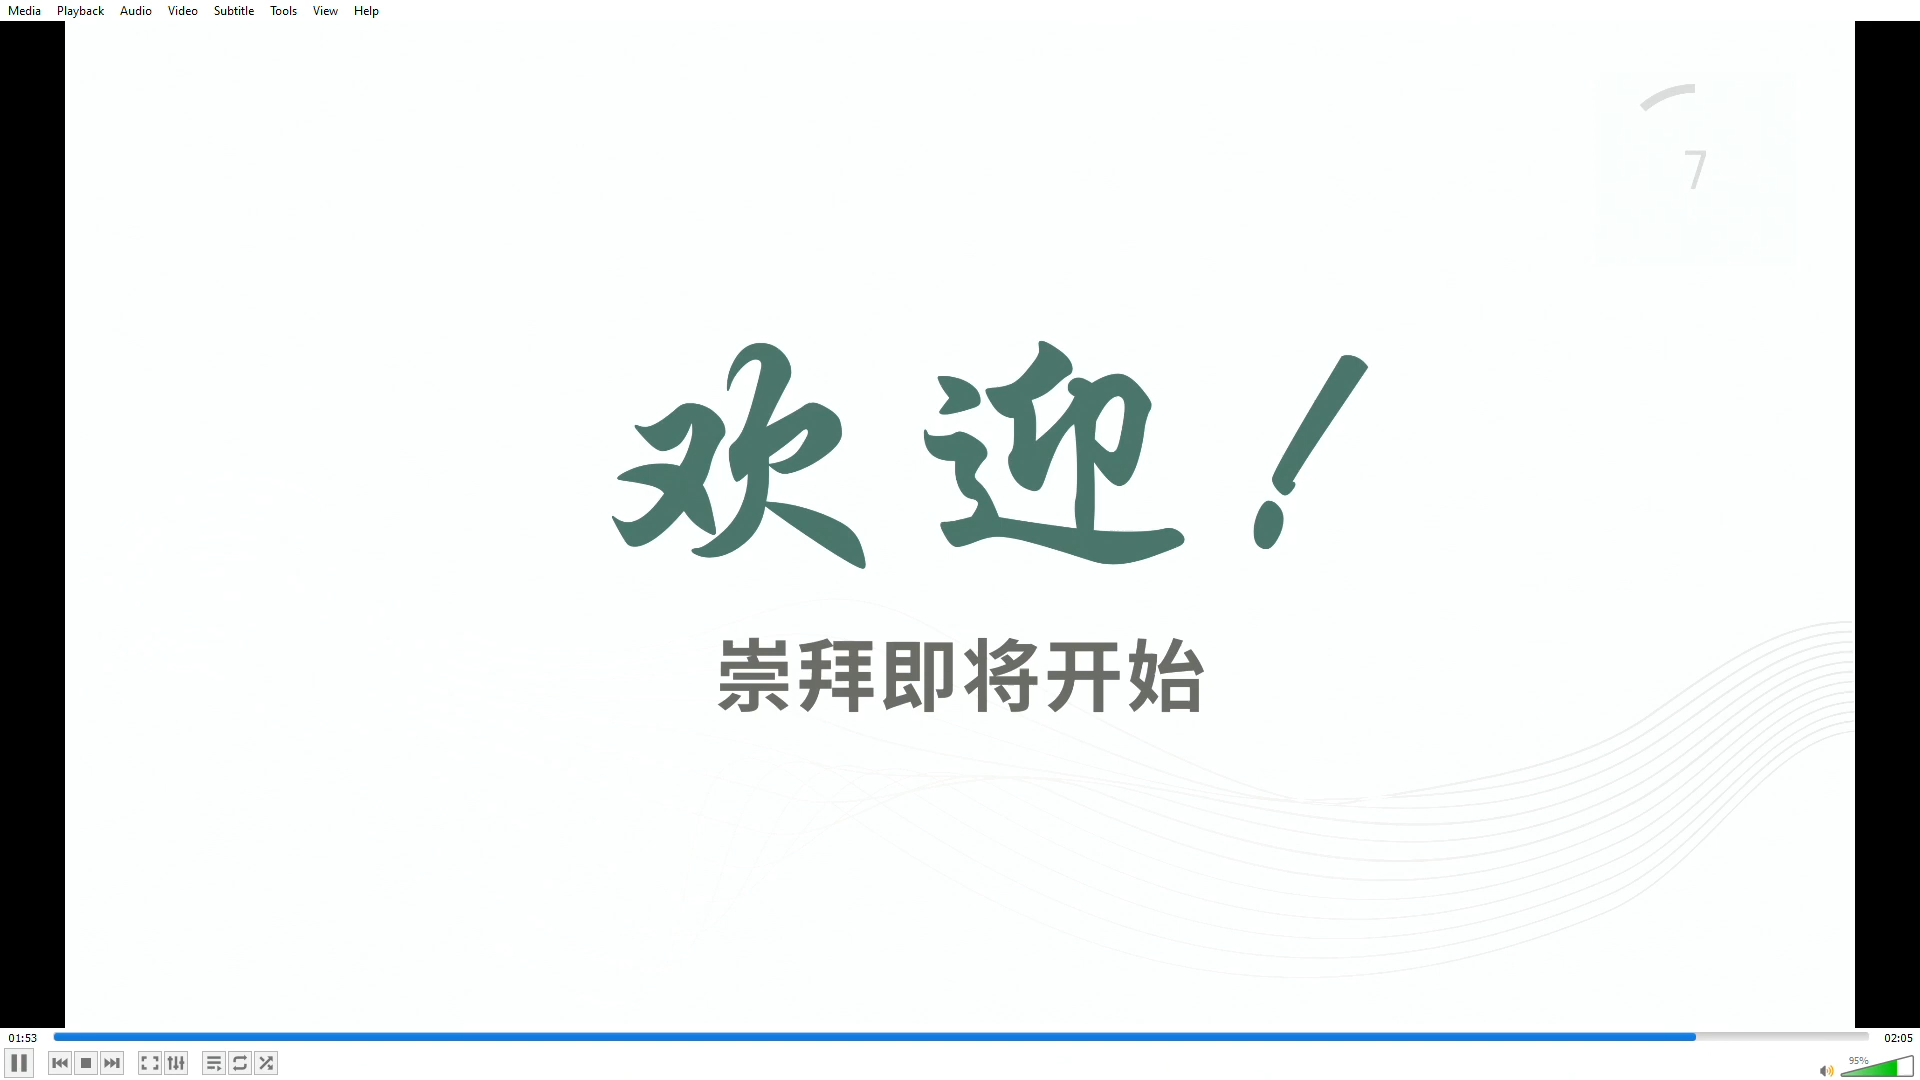 Media Playback Audio Video Subtitle Tools View Help
7
欢迎！
崇拜即将开始
01:53 02:05
95%